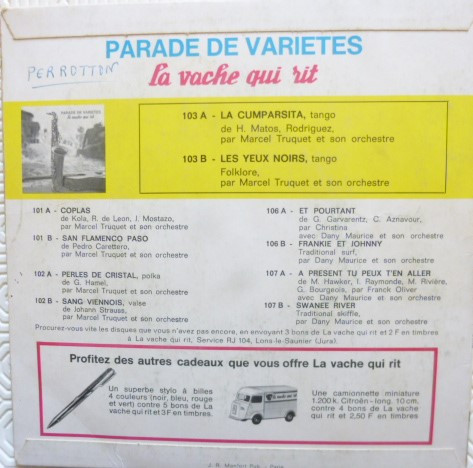 PARADE DE VARIETES
PERROTTON
la vache qui rit
PARADE DE VARIETES
la vache qui rit
103 A - LA CUMPARSITA, tango
de H. Matos, Rodriguez,
par Marcel Truquet et son orchestre
103 B - LES YEUX NOIRS, tango
Folklore,
par Marcel Truquet et son orchestre
101 A - COPLAS
de Kola, R. de Leon, J. Mostazo,
par Marcel Truquet et son orchestre
101 B - SAN FLAMENCO PASO
de Pedro Carettero,
par Marcel Truquet et son orchestre
102 A - PERLES DE CRISTAL, polka
de G. Hamel,
par Marcel Truquet et son orchestre
102 B - SANG VIENNOIS, valse
de Johann Strauss,
par Marcel Truquet et son orchestre
106 A - ET POURTANT
de G. Garvarentz, C. Aznavour,
par Christina
avec Dany Maurice et son orchestre
106 B - FRANKIE ET JOHNNY
Traditional surf,
par Dany Maurice et son orchestre
107 A - A PRESENT TU PEUX T'EN ALLER
de M. Hawker, I. Raymonde, M. Rivière,
G. Bourgeois, par Franck Oliver
avec Dany Maurice et son orchestre
107 B - SWANEE RIVER
Traditional skiffle,
par Dany Maurice et son orchestre
Procurez-vous vite les disques que vous n'avez pas encore, en envoyant 3 bons de La vache qui rit et 2 F en timbres
à La vache qui rit, Service RJ 104, Lons-le-Saunier (Jura).
Profitez des autres cadeaux que vous offre La vache qui rit
Un superbe stylo à billes
4 couleurs (noir, bleu, rouge
et vert) contre 5 bons de La
vache qui rit et 3 F en timbres.
Une camionnette miniature
1.200 k. Citroën - long. 10 cm.
contre 4 bons de La vache
qui rit et 2,50 F en timbres